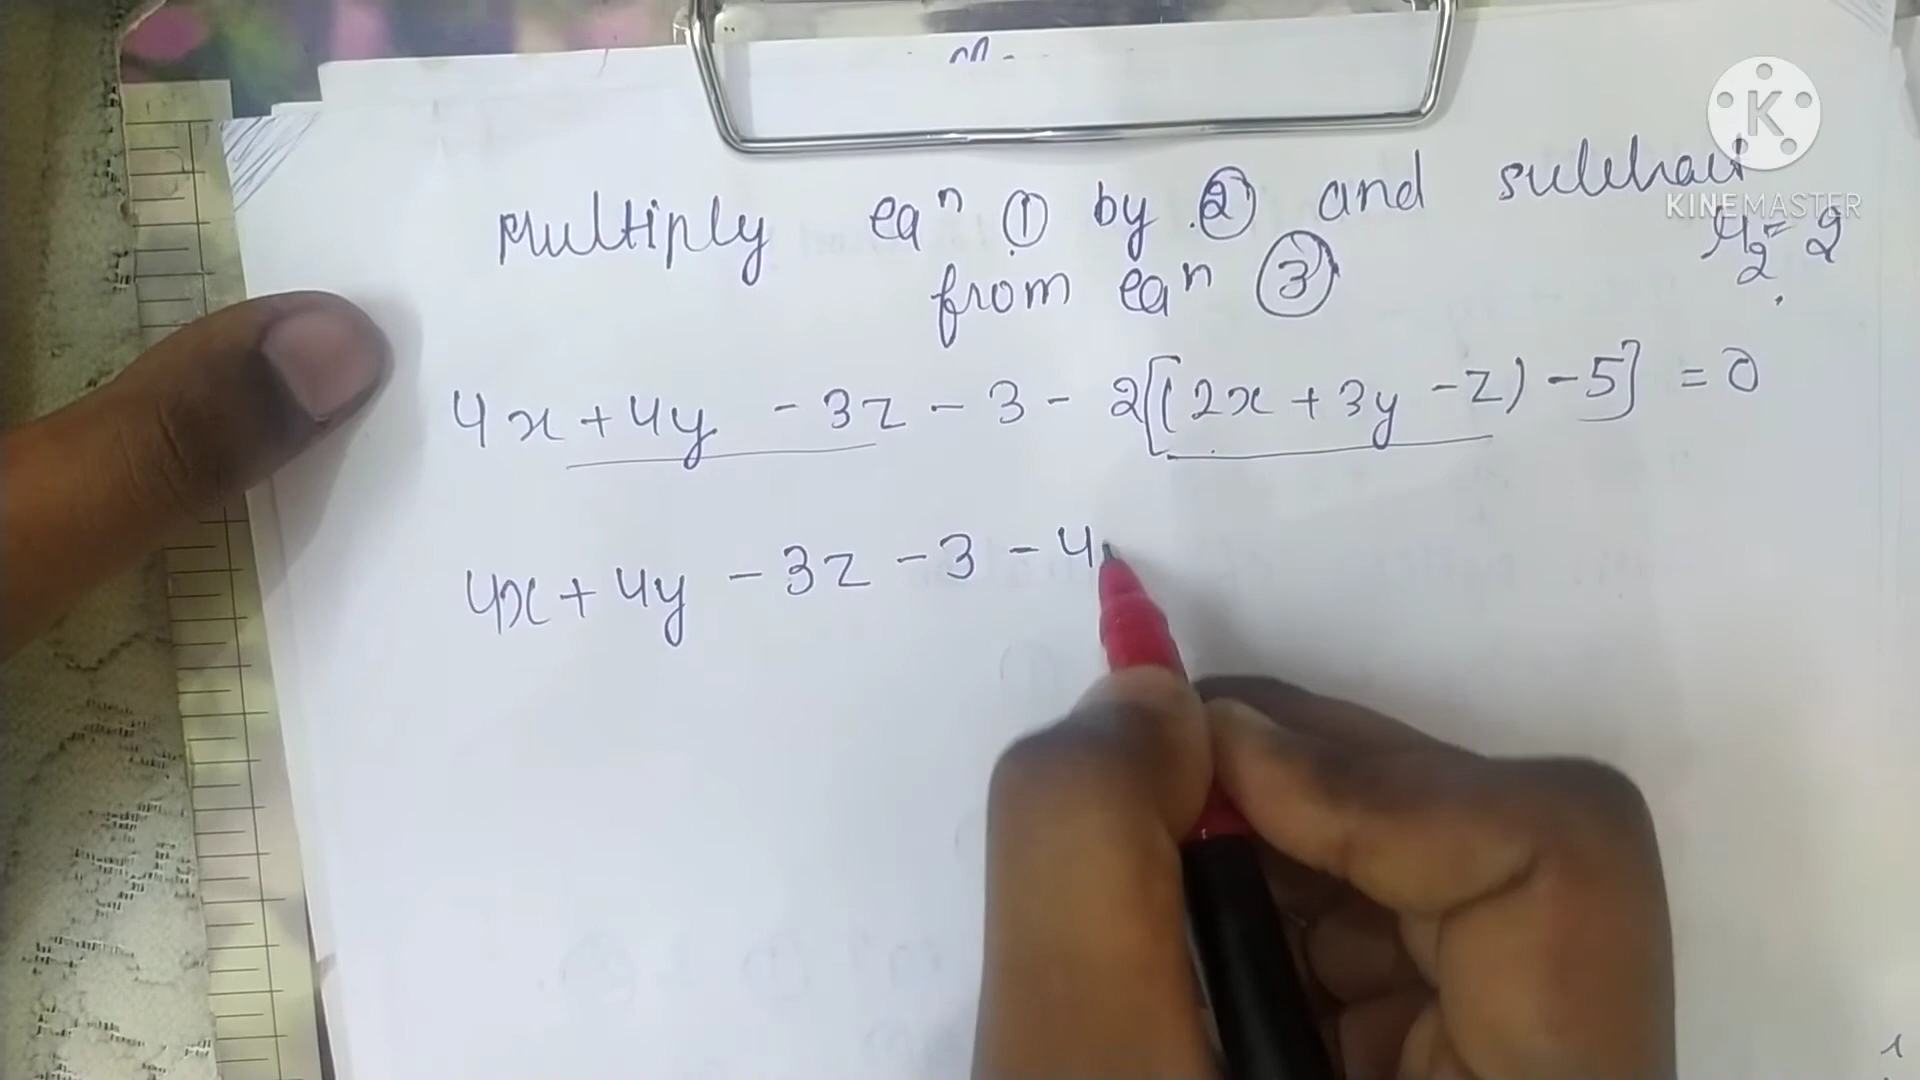 K
KINEMASTER
Multiply eqⁿ ① by ② and subtract
from eqⁿ ③
4x + 4y - 3z - 3 - 2[(2x + 3y - z) - 5] = 0
4x + 4y - 3z - 3 - 4